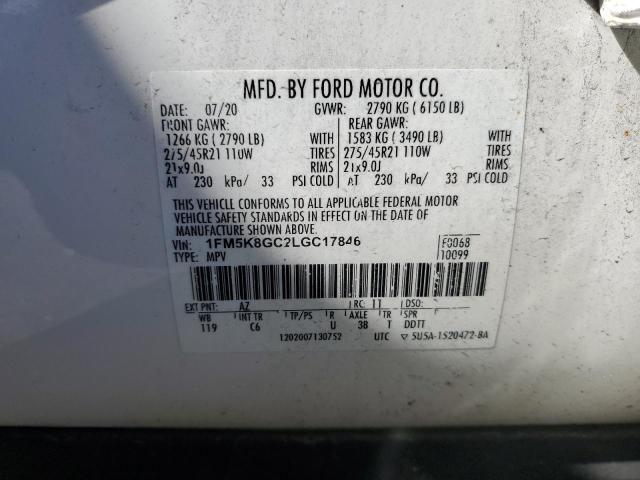 MFD. BY FORD MOTOR CO.
DATE: 07/20 GVWR: 2790 KG ( 6150 LB)
FRONT GAWR: REAR GAWR:
1266 KG ( 2790 LB) WITH 1583 KG ( 3490 LB) WITH
275/45R21 110W TIRES 275/45R21 110W TIRES
21x9.0J RIMS 21x9.0J RIMS
AT 230 kPa/ 33 PSI COLD AT 230 kPa/ 33 PSI COLD
THIS VEHICLE CONFORMS TO ALL APPLICABLE FEDERAL MOTOR
VEHICLE SAFETY STANDARDS IN EFFECT ON THE DATE OF
MANUFACTURE SHOWN ABOVE.
VIN: 1FM5K8GC2LGC17846 F0068
TYPE: MPV 10099
EXT PNT: AZ RC: 11 DSO:
WB INT TR TP/PS R AXLE TR SPR
119 C6 U 38 T DDTT
1202007130752 UTC ▽ 5U5A-1520472-BA